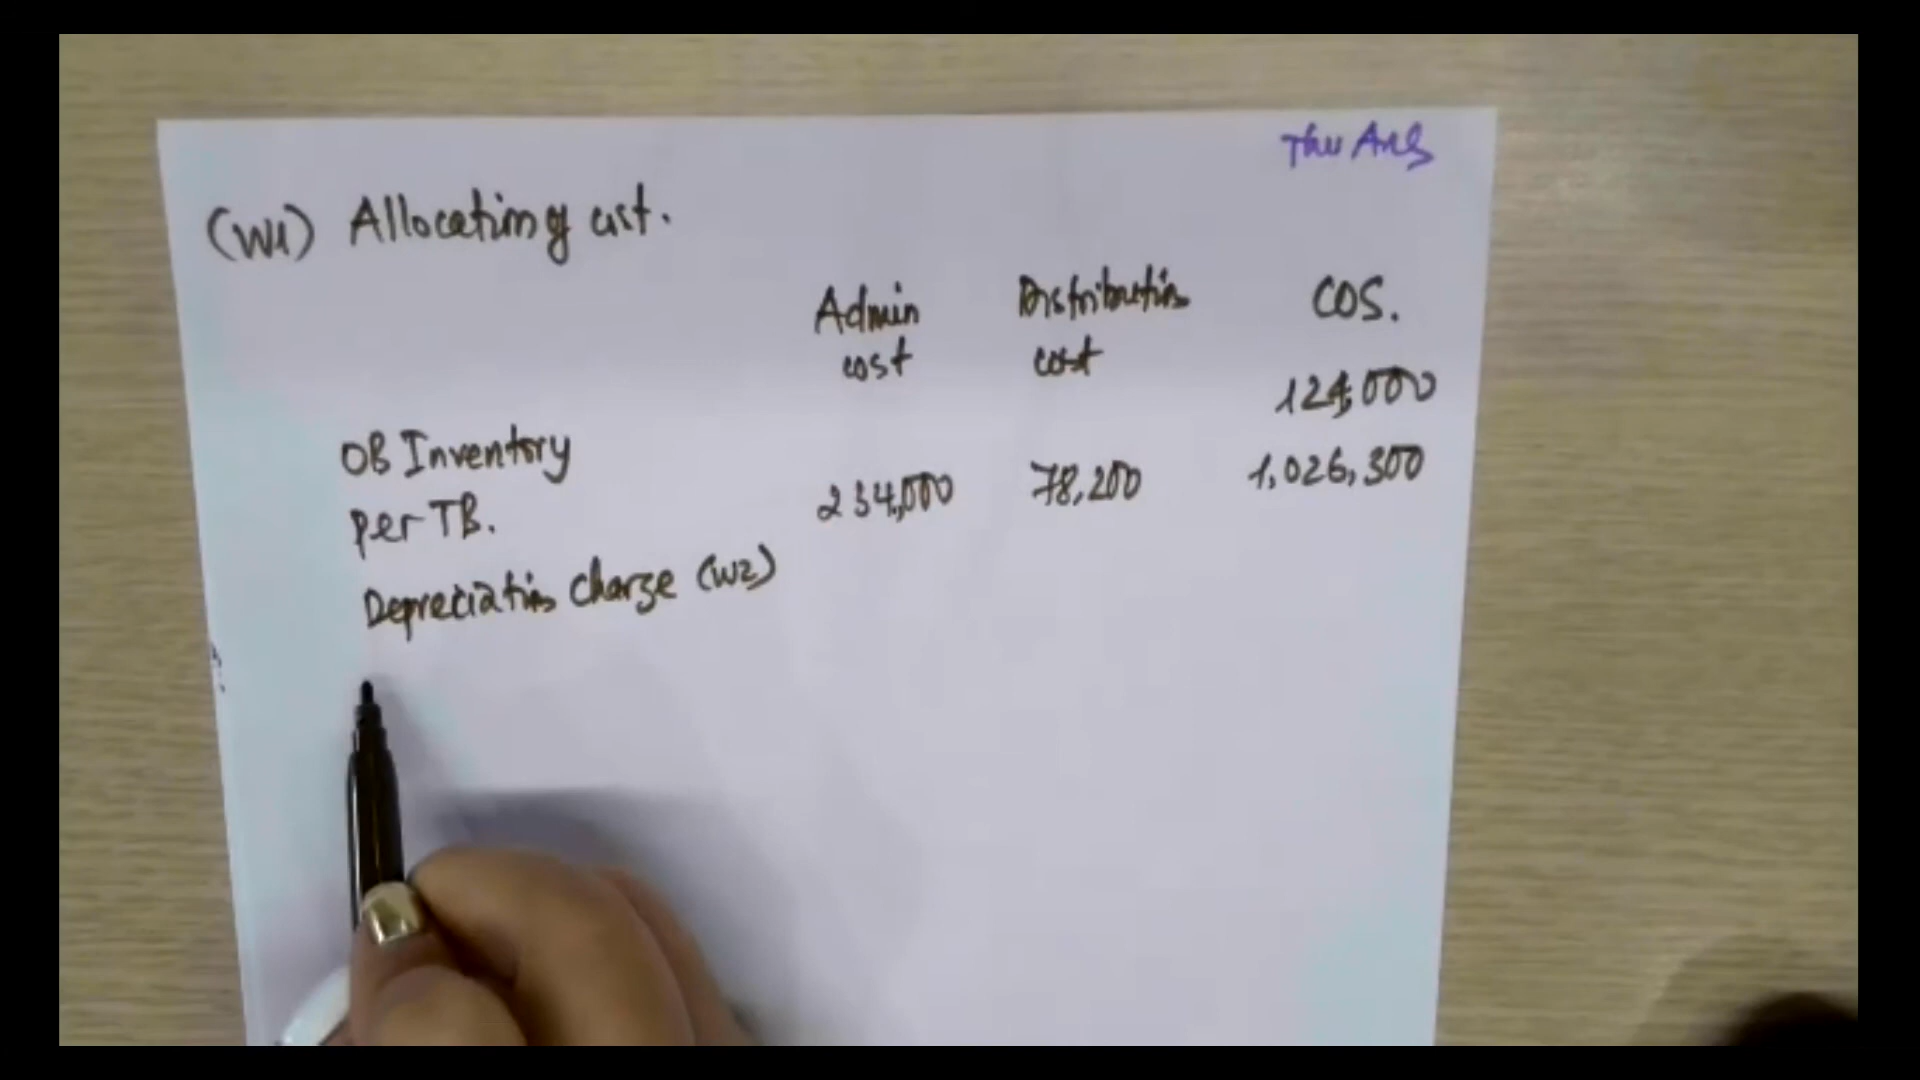 Thu Ang
(W1) Allocating cost.
Admin cost
Distribution cost
COS.
124,000
OB Inventory
per TB. 234,000 78,200 1,026,300
Depreciation charge (W2)